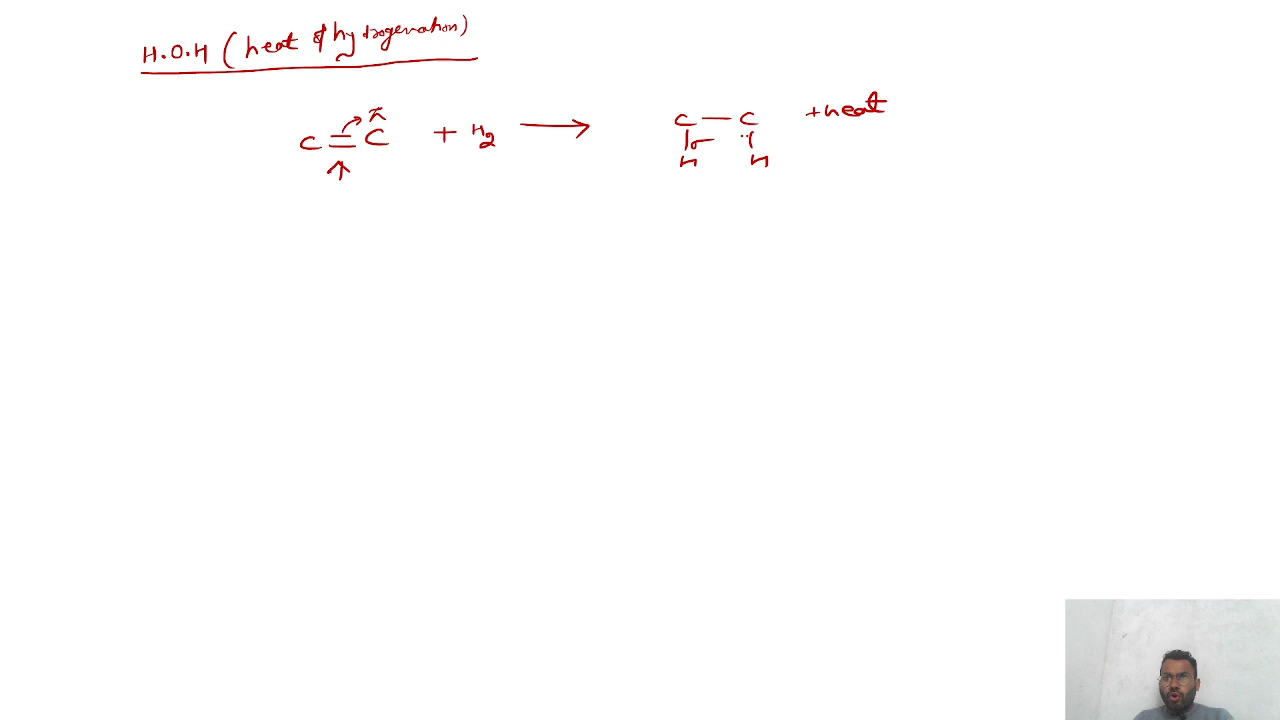 H.O.H (heat of hydrogenation)
C=C π + H2 → C—C + heat
H H